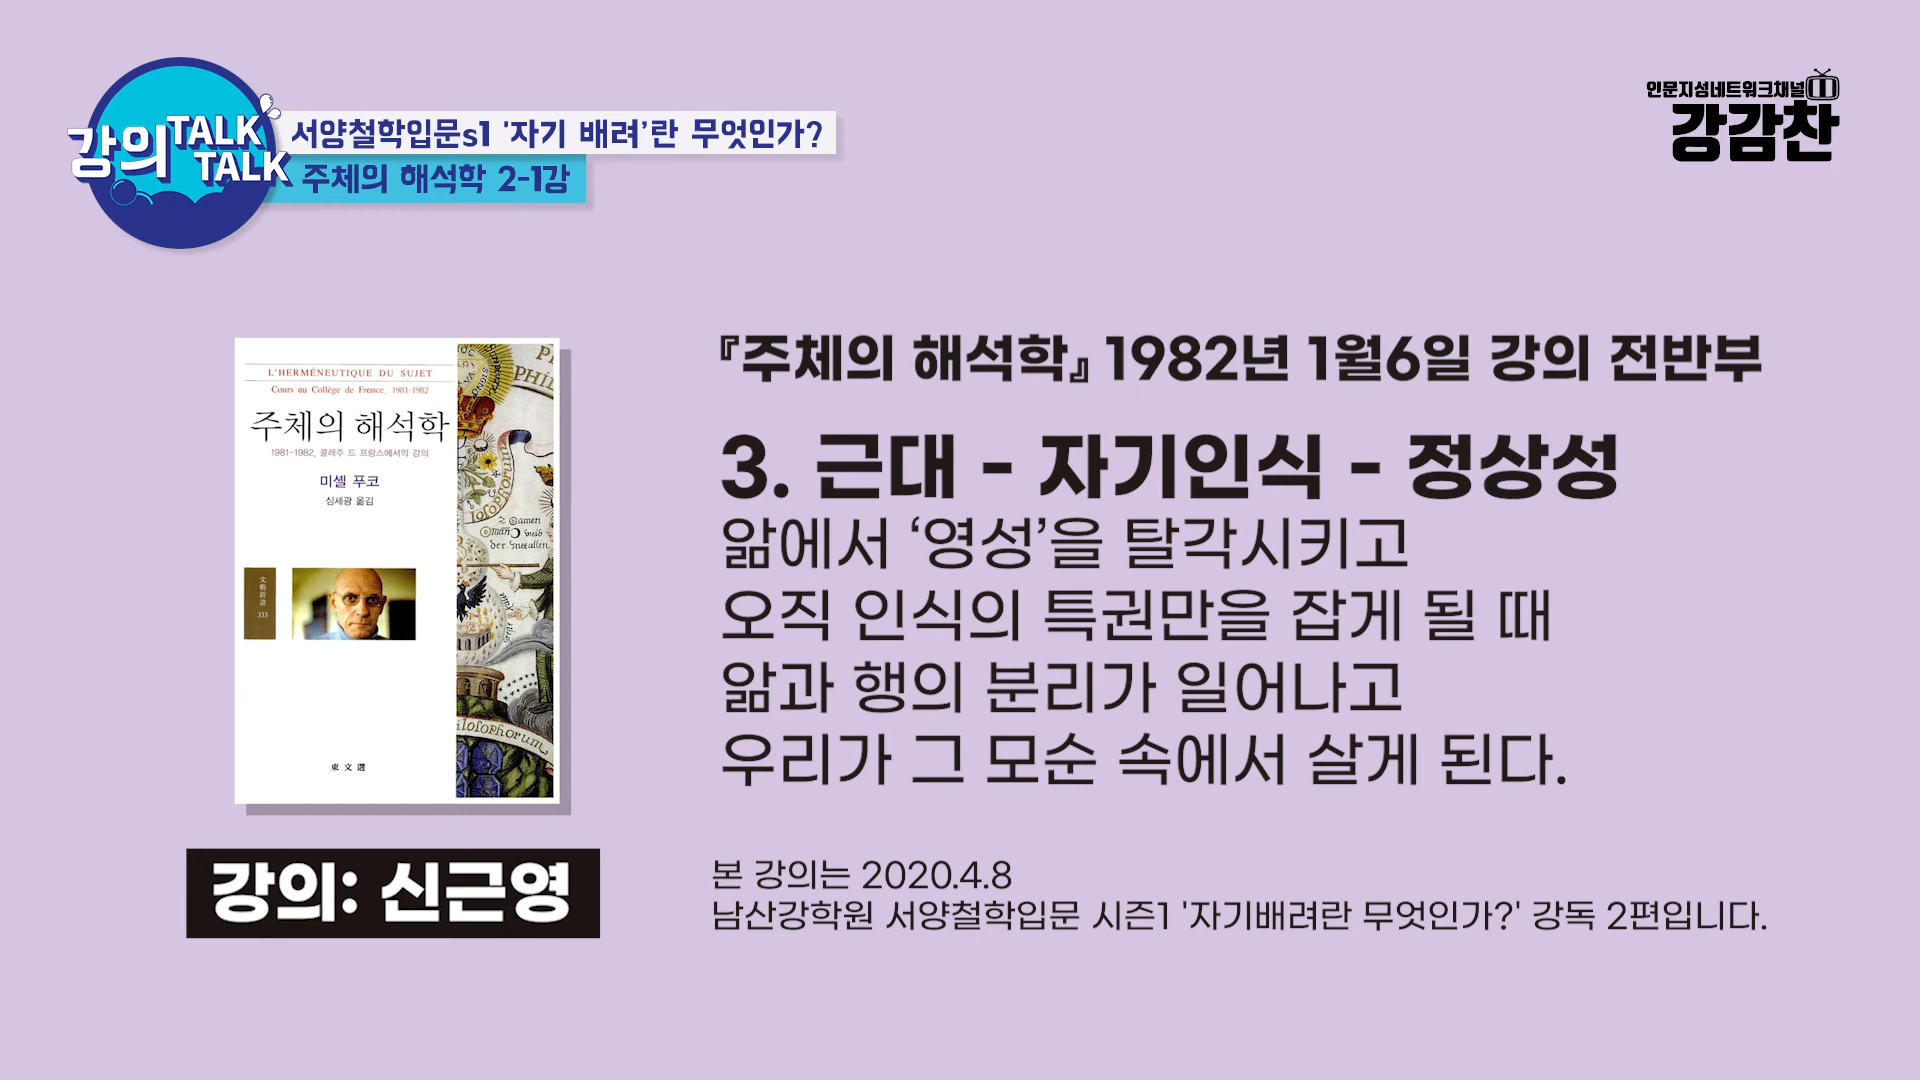 강의 TALK TALK
서양철학입문s1 '자기 배려'란 무엇인가?
주체의 해석학 2-1강
인문지성네트워크채널
강감찬
L'HERMÉNEUTIQUE DU SUJET
Cours au Collège de France, 1981-1982
주체의 해석학
1981-1982, 콜레주 드 프랑스에서의 강의
미셸 푸코
심세광 옮김
文藝新書
333
東文選
『주체의 해석학』 1982년 1월6일 강의 전반부
3. 근대 - 자기인식 - 정상성
앎에서 ‘영성’을 탈각시키고
오직 인식의 특권만을 잡게 될 때
앎과 행의 분리가 일어나고
우리가 그 모순 속에서 살게 된다.
강의: 신근영
본 강의는 2020.4.8
남산강학원 서양철학입문 시즌1 '자기배려란 무엇인가?' 강독 2편입니다.